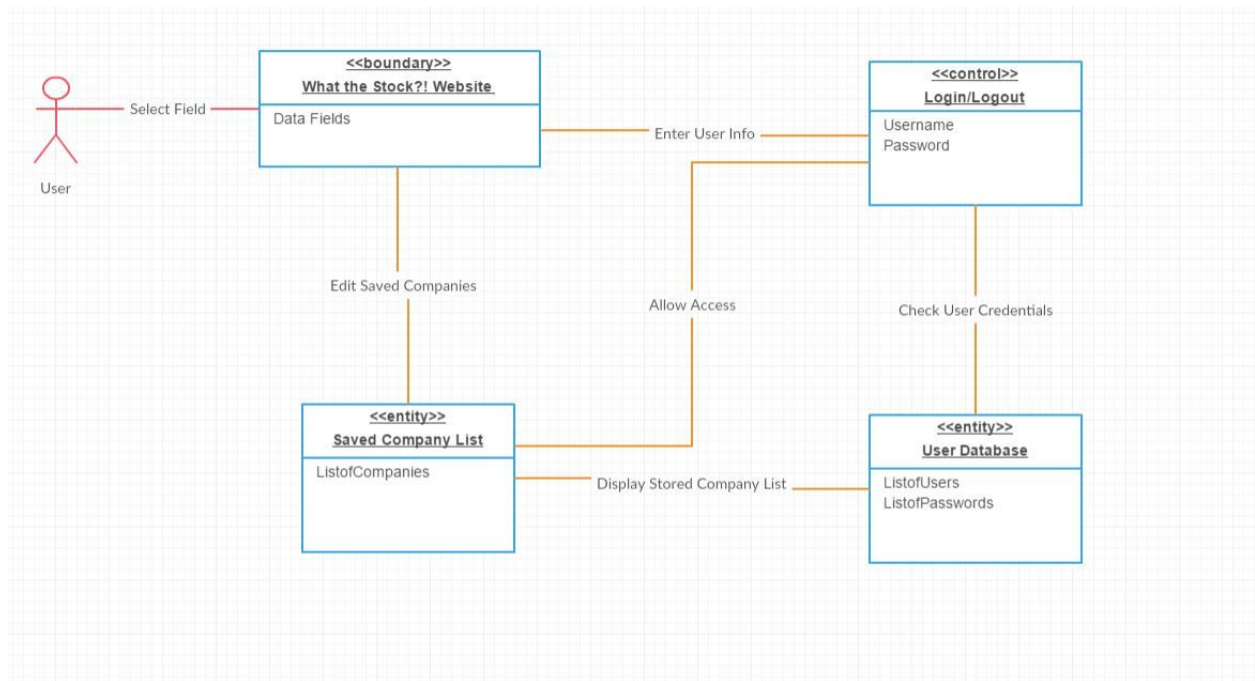 <<boundary>>
What the Stock?! Website
Data Fields
Select Field
User
<<control>>
Login/Logout
Username
Password
Enter User Info
Edit Saved Companies
Allow Access
Check User Credentials
<<entity>>
Saved Company List
ListofCompanies
Display Stored Company List
<<entity>>
User Database
ListofUsers
ListofPasswords